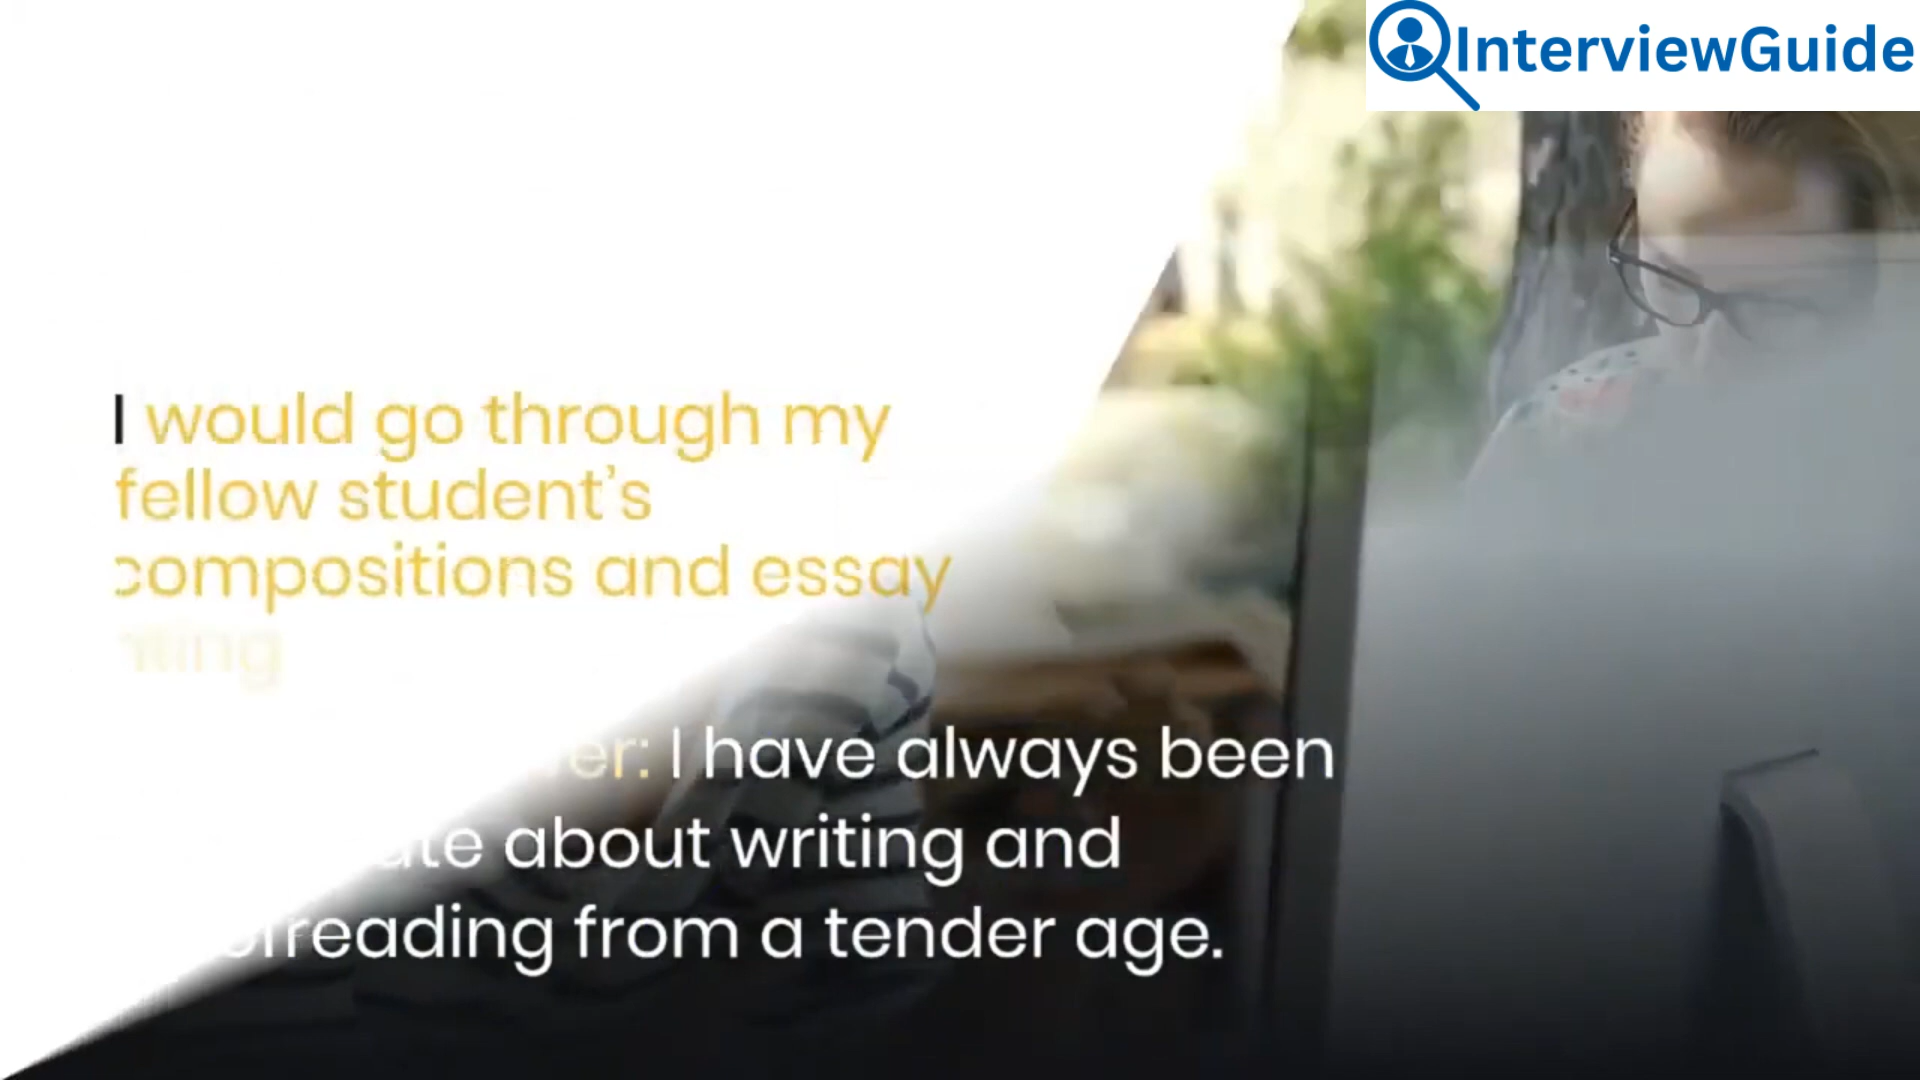 InterviewGuide
I would go through my
fellow student's
compositions and essay
I have always been
about writing and
from a tender age.